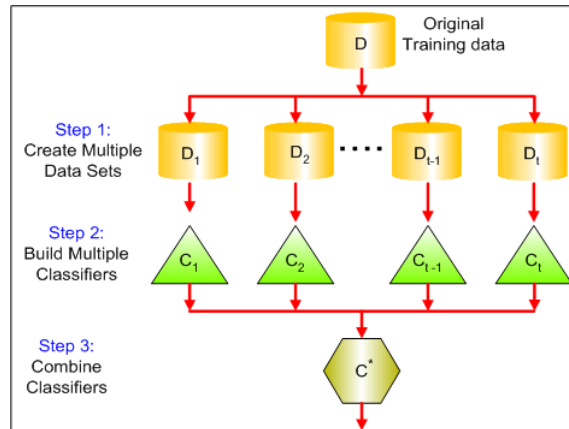 Original
Training data
D
Step 1:
Create Multiple
Data Sets
D1
D2
....
Dt-1
Dt
Step 2:
Build Multiple
Classifiers
C1
C2
Ct -1
Ct
Step 3:
Combine
Classifiers
C*